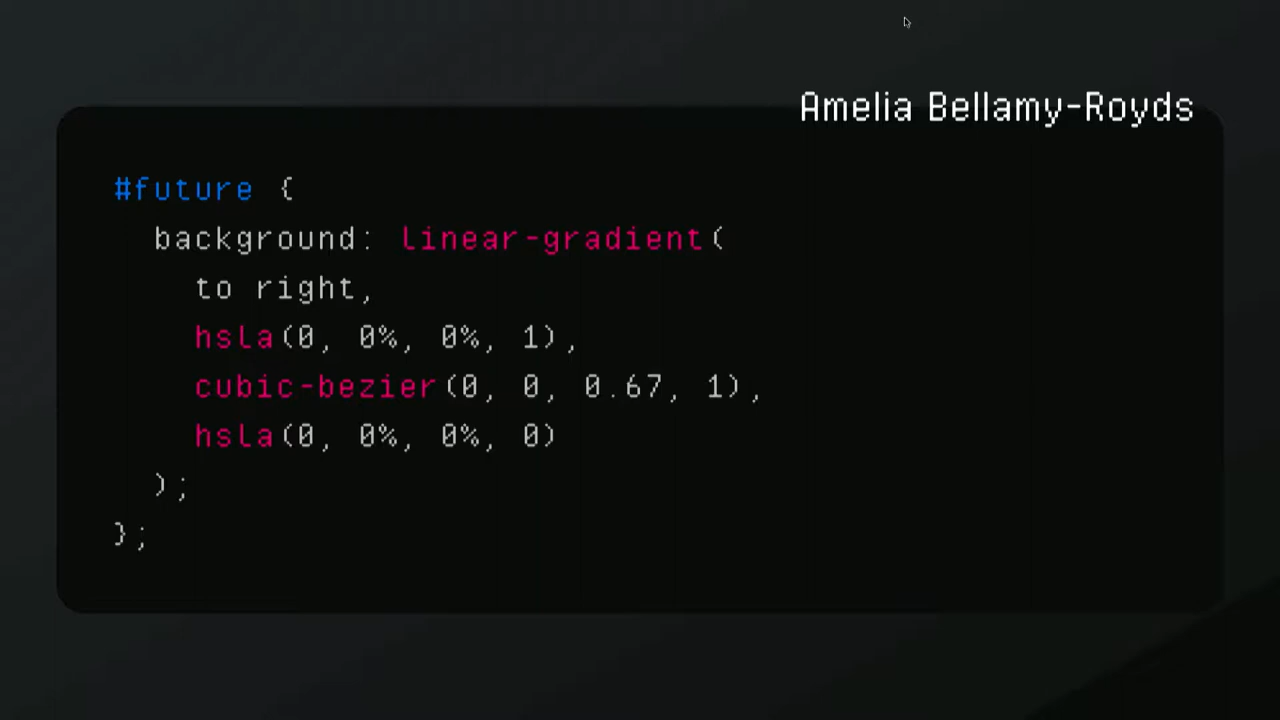 Amelia Bellamy-Royds
#future {
  background: linear-gradient(
    to right,
    hsla(0, 0%, 0%, 1),
    cubic-bezier(0, 0, 0.67, 1),
    hsla(0, 0%, 0%, 0)
  );
};